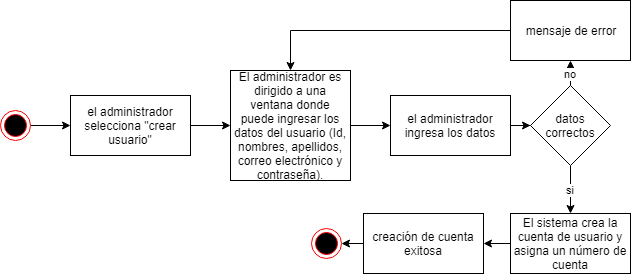 el administrador
selecciona "crear
usuario"
El administrador es
dirigido a una
ventana donde
puede ingresar los
datos del usuario (Id,
nombres, apellidos,
correo electrónico y
contraseña).
el administrador
ingresa los datos
datos
correctos
no
mensaje de error
si
El sistema crea la
cuenta de usuario y
asigna un número de
cuenta
creación de cuenta
exitosa